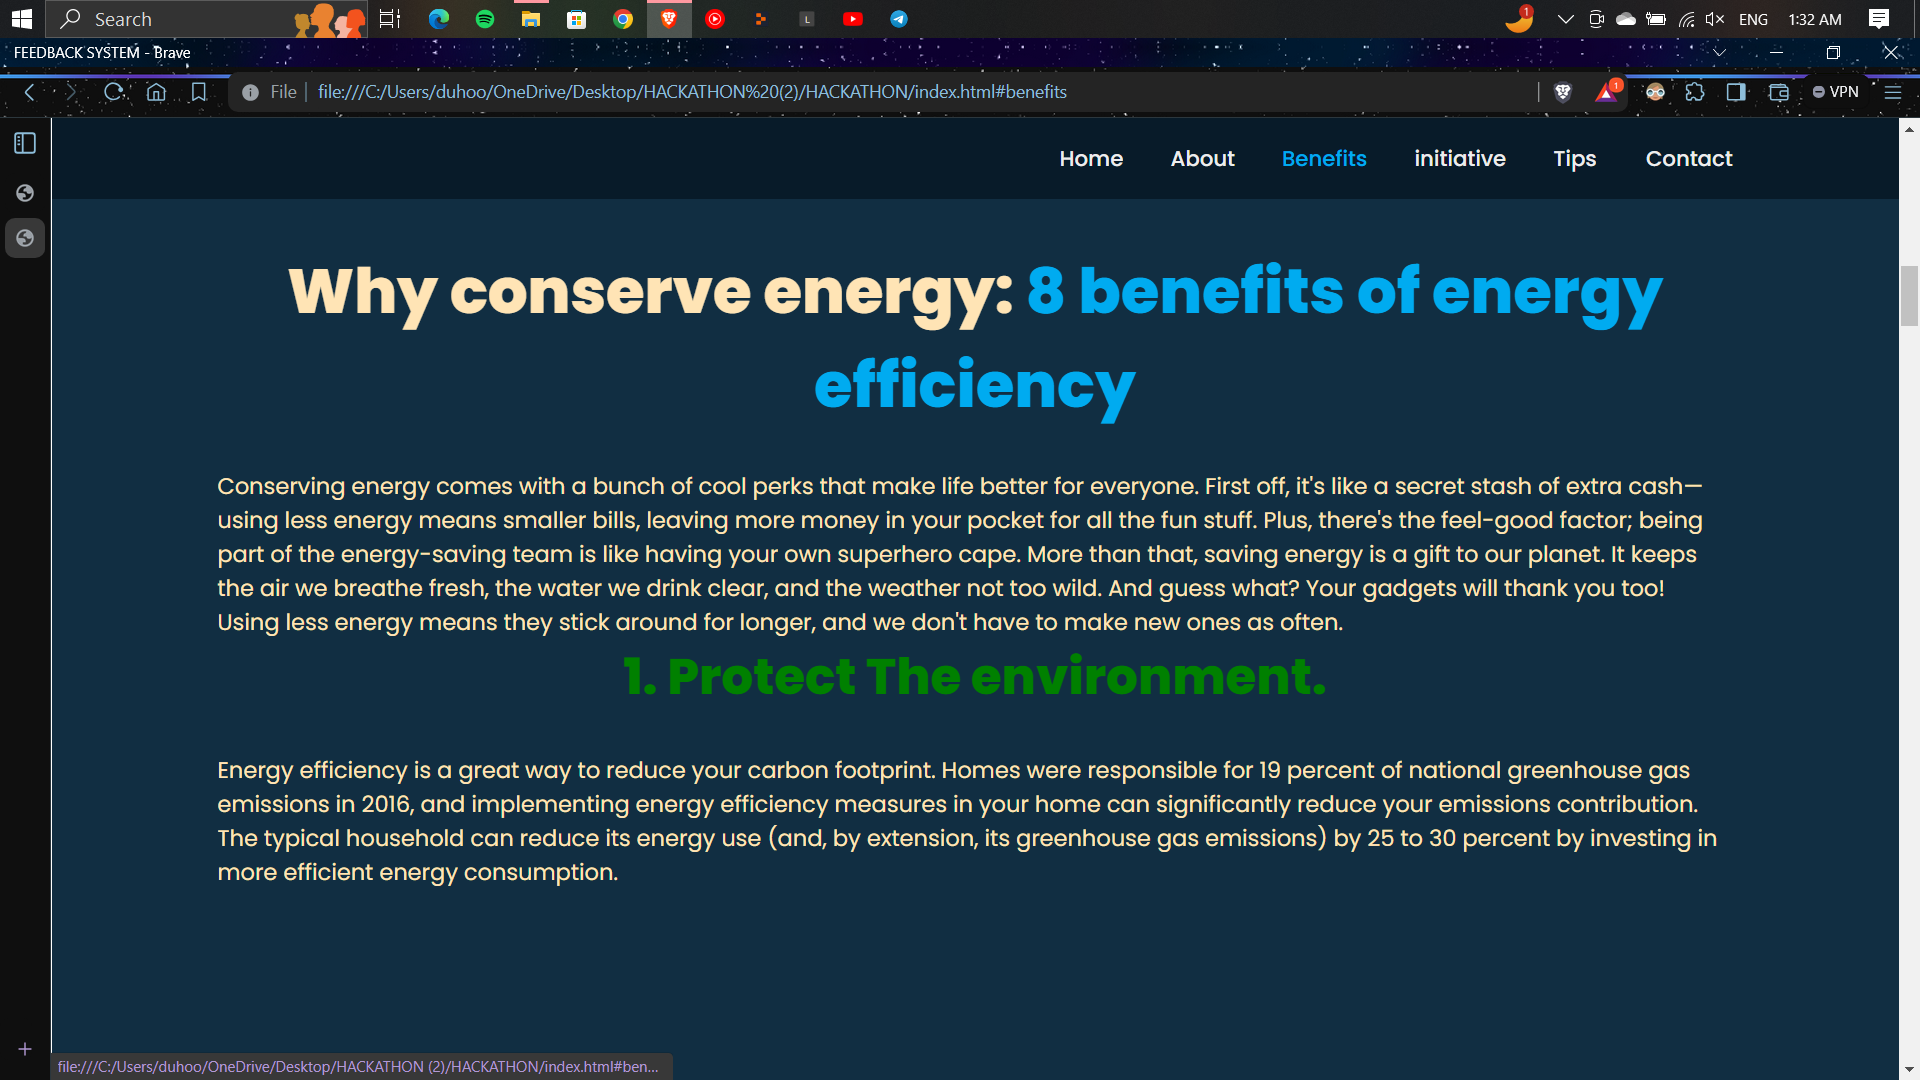 Search
L
1
ENG
1:32 AM
FEEDBACK SYSTEM - Brave
File
file:///C:/Users/duhoo/OneDrive/Desktop/HACKATHON%20(2)/HACKATHON/index.html#benefits
1
VPN
Home About Benefits initiative Tips Contact
Why conserve energy: 8 benefits of energy
efficiency
Conserving energy comes with a bunch of cool perks that make life better for everyone. First off, it's like a secret stash of extra cash—
using less energy means smaller bills, leaving more money in your pocket for all the fun stuff. Plus, there's the feel-good factor; being
part of the energy-saving team is like having your own superhero cape. More than that, saving energy is a gift to our planet. It keeps
the air we breathe fresh, the water we drink clear, and the weather not too wild. And guess what? Your gadgets will thank you too!
Using less energy means they stick around for longer, and we don't have to make new ones as often.
1. Protect The environment.
Energy efficiency is a great way to reduce your carbon footprint. Homes were responsible for 19 percent of national greenhouse gas
emissions in 2016, and implementing energy efficiency measures in your home can significantly reduce your emissions contribution.
The typical household can reduce its energy use (and, by extension, its greenhouse gas emissions) by 25 to 30 percent by investing in
more efficient energy consumption.
file:///C:/Users/duhoo/OneDrive/Desktop/HACKATHON (2)/HACKATHON/index.html#ben...